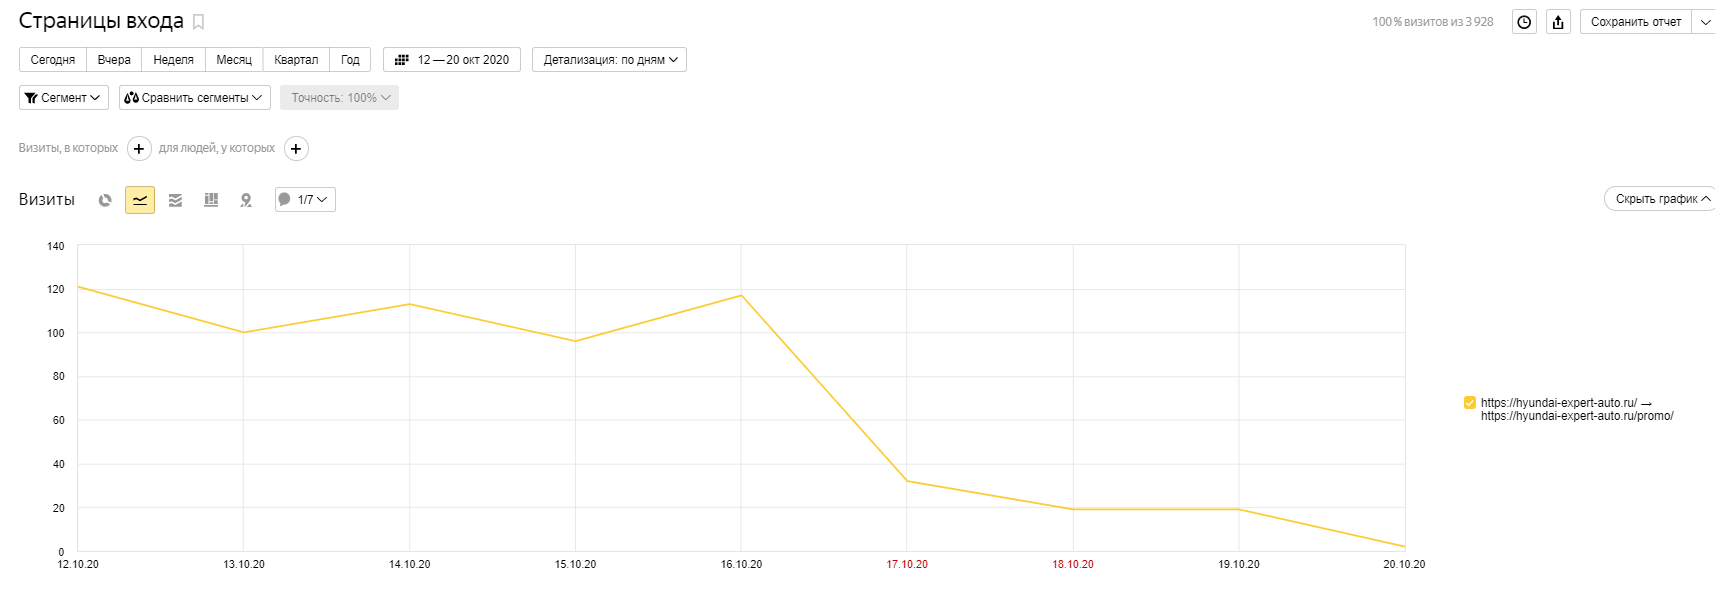 Страницы входа
100 % визитов из 3 928
Сохранить отчет
Сегодня Вчера Неделя Месяц Квартал Год 12 — 20 окт 2020 Детализация: по дням
Сегмент Сравнить сегменты Точность: 100%
Визиты, в которых + для людей, у которых +
Визиты 1/7 Скрыть график
140
120
100
80
60
40
20
0
12.10.20 13.10.20 14.10.20 15.10.20 16.10.20 17.10.20 18.10.20 19.10.20 20.10.20
https://hyundai-expert-auto.ru/ →
https://hyundai-expert-auto.ru/promo/